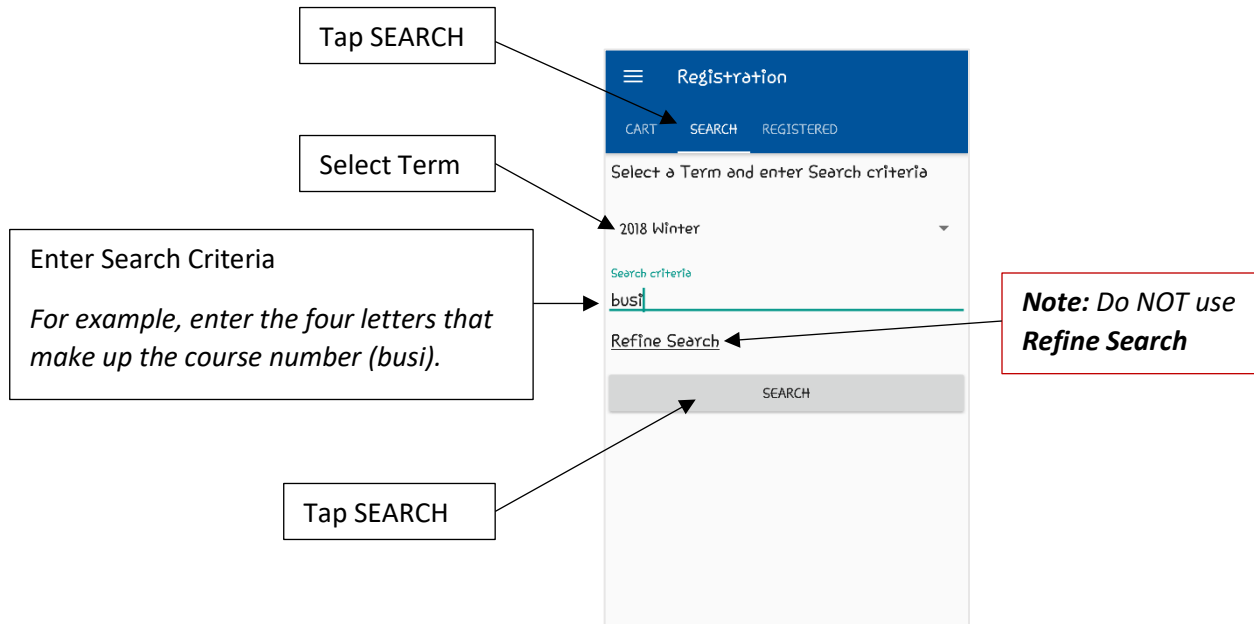 Tap SEARCH
Registration
CART SEARCH REGISTERED
Select Term
Select a Term and enter Search criteria
2018 Winter
Enter Search Criteria
For example, enter the four letters that
make up the course number (busi).
Search criteria
busi
Note: Do NOT use
Refine Search
Refine Search
SEARCH
Tap SEARCH